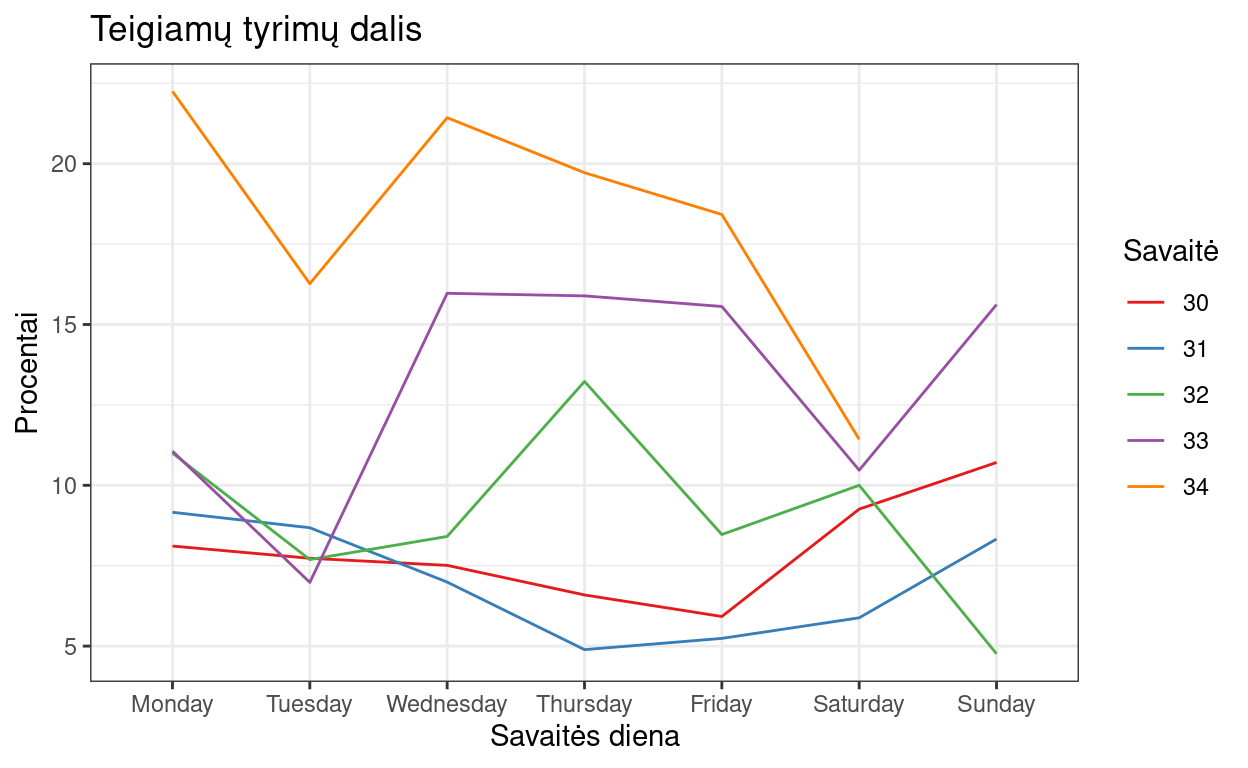 Teigiamų tyrimų dalis
Procentai
20
15
10
5
Monday Tuesday Wednesday Thursday Friday Saturday Sunday
Savaitės diena
Savaitė
30
31
32
33
34